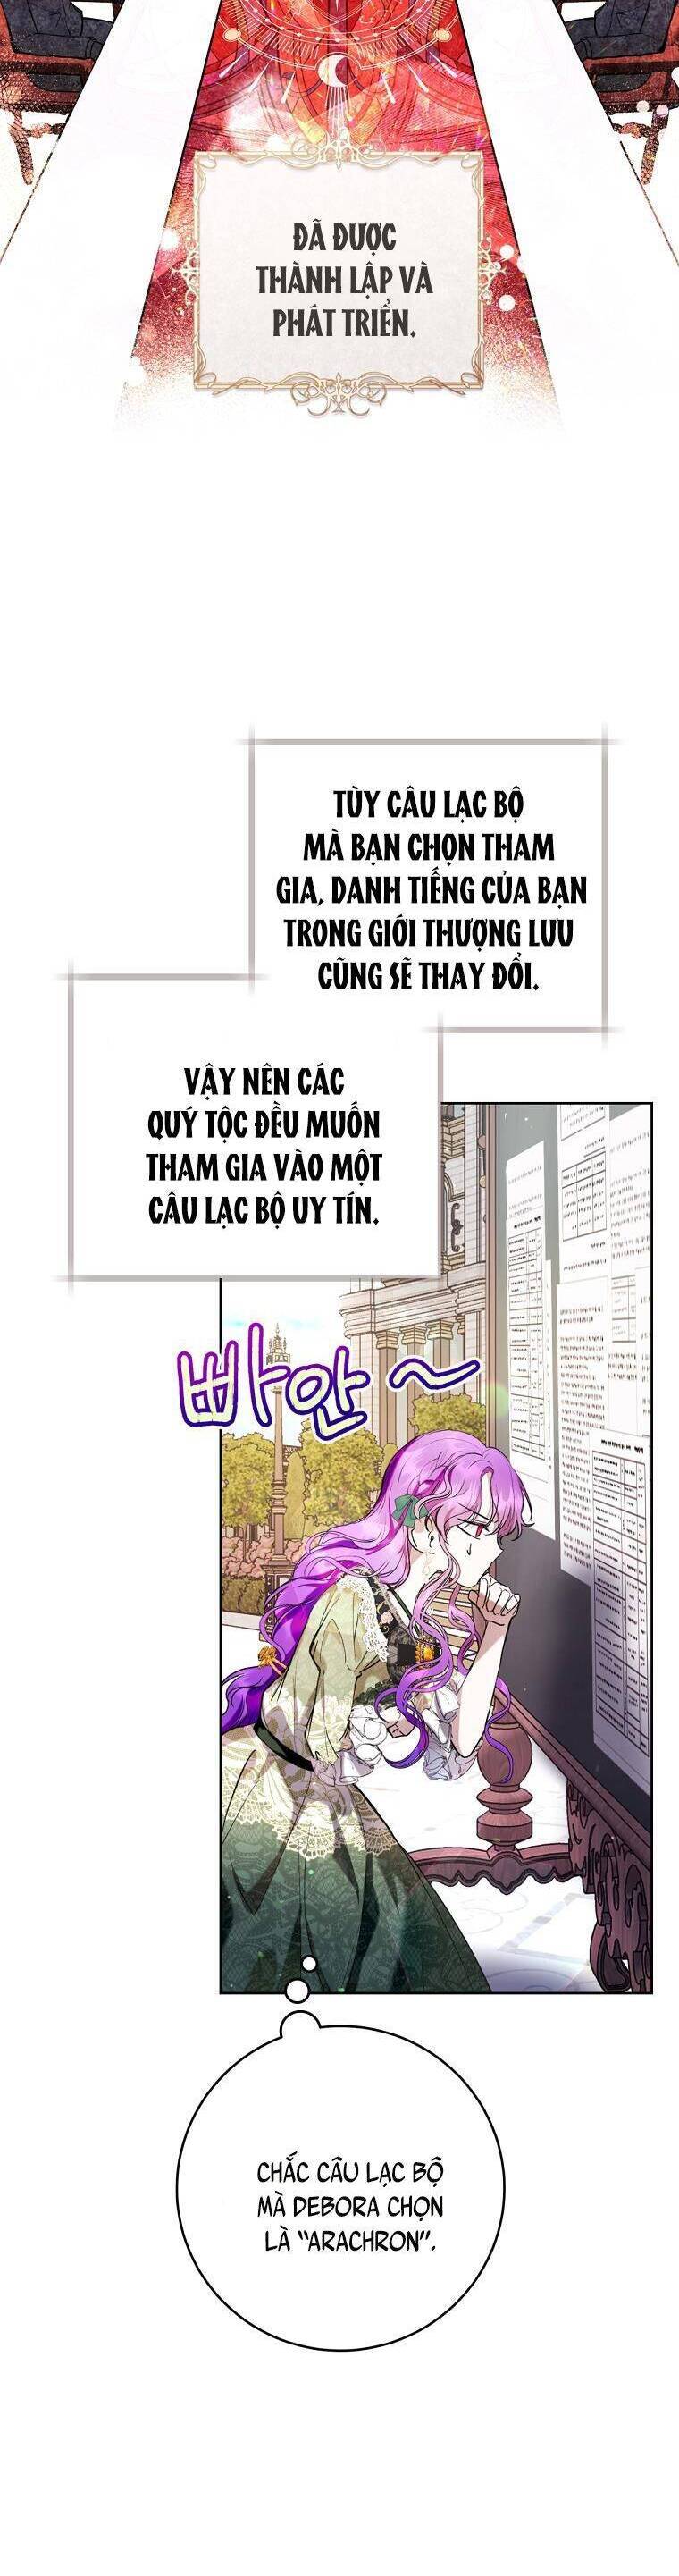 ĐÃ ĐƯỢC
THÀNH LẬP VÀ
PHÁT TRIỂN.
TÙY CÂU LẠC BỘ
MÀ BẠN CHỌN THAM
GIA, DANH TIẾNG CỦA BẠN
TRONG GIỚI THƯỢNG LƯU
CŨNG SẼ THAY ĐỔI.
VẬY NÊN CÁC
QUÝ TỘC ĐỀU MUỐN
THAM GIA VÀO MỘT
CÂU LẠC BỘ UY TÍN.
빠안~
CHẮC CÂU LẠC BỘ
MÀ DEBORA CHỌN
LÀ “ARACHRON”.